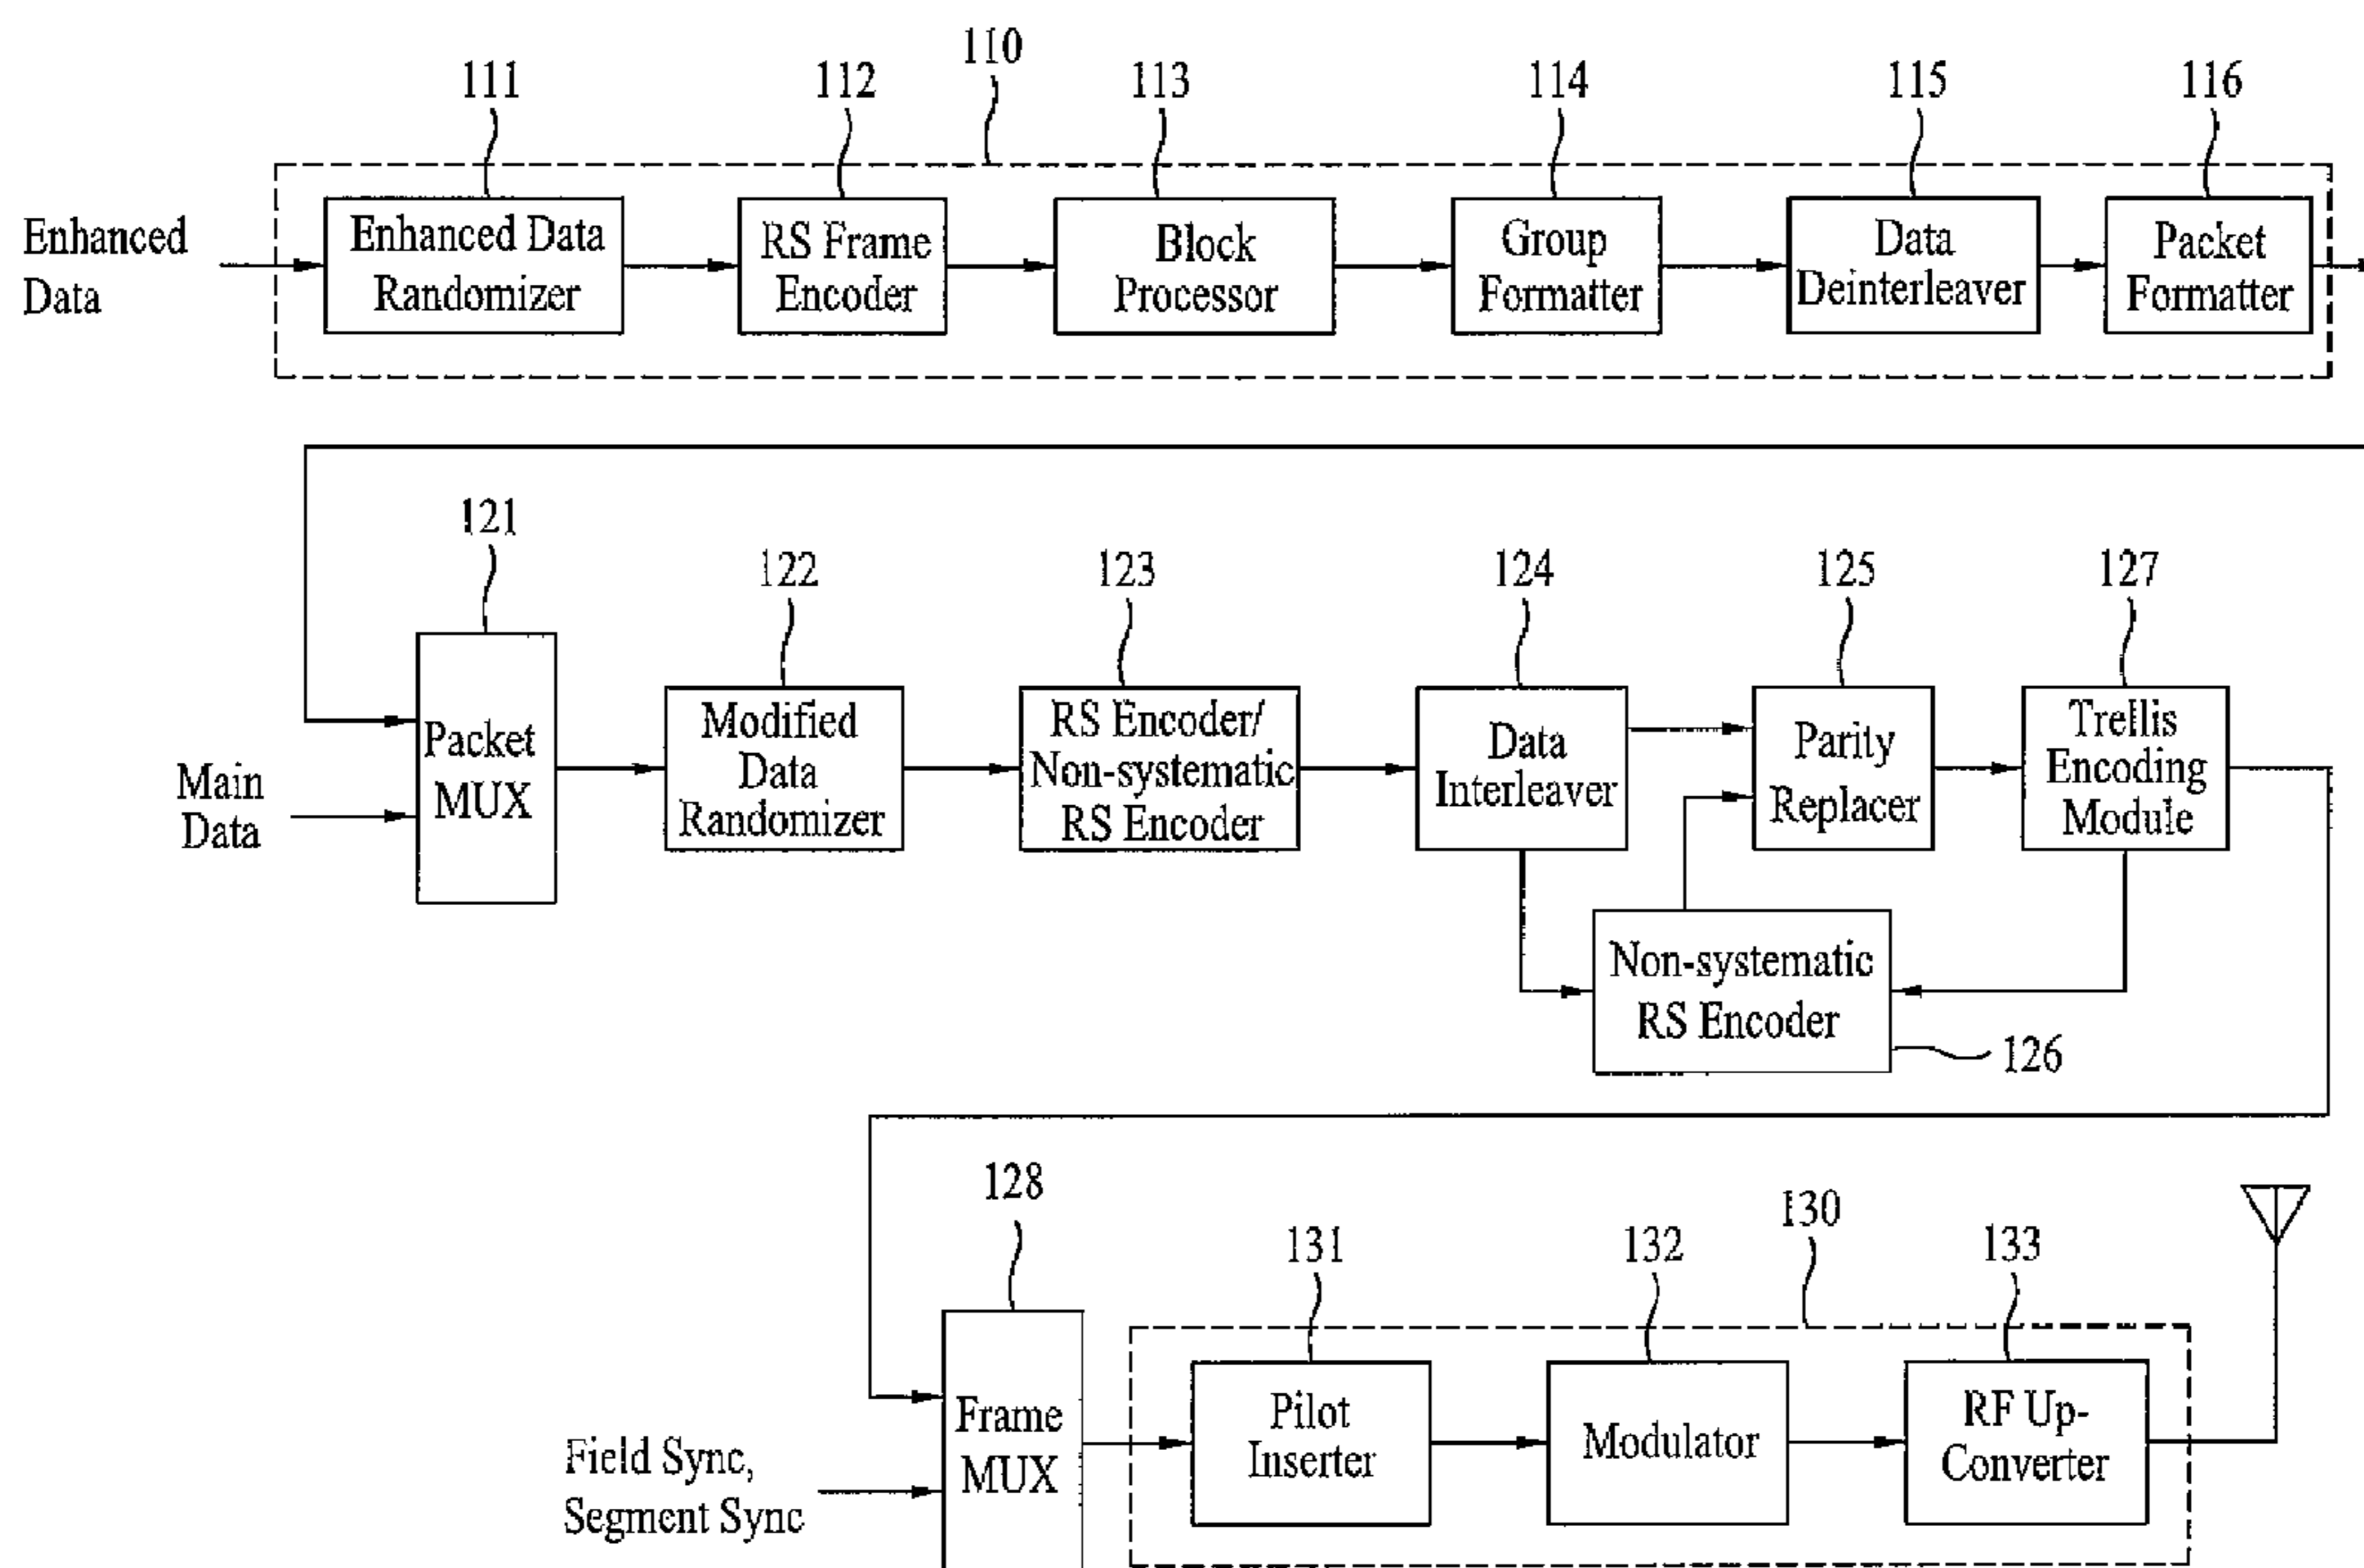 110
111
112
113
114
115
116
Enhanced
Data
Enhanced Data
Randomizer
RS Frame
Encoder
Block
Processor
Group
Formatter
Data
Deinterleaver
Packet
Formatter
121
122
123
124
125
127
Main
Data
Packet
MUX
Modified
Data
Randomizer
RS Encoder/
Non-systematic
RS Encoder
Data
Interleaver
Parity
Replacer
Trellis
Encoding
Module
Non-systematic
RS Encoder
126
128
130
131
132
133
Field Sync,
Segment Sync
Frame
MUX
Pilot
Inserter
Modulator
RF Up-
Converter